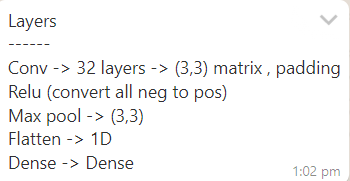 Layers
------
Conv -> 32 layers -> (3,3) matrix , padding
Relu (convert all neg to pos)
Max pool -> (3,3)
Flatten -> 1D
Dense -> Dense
1:02 pm